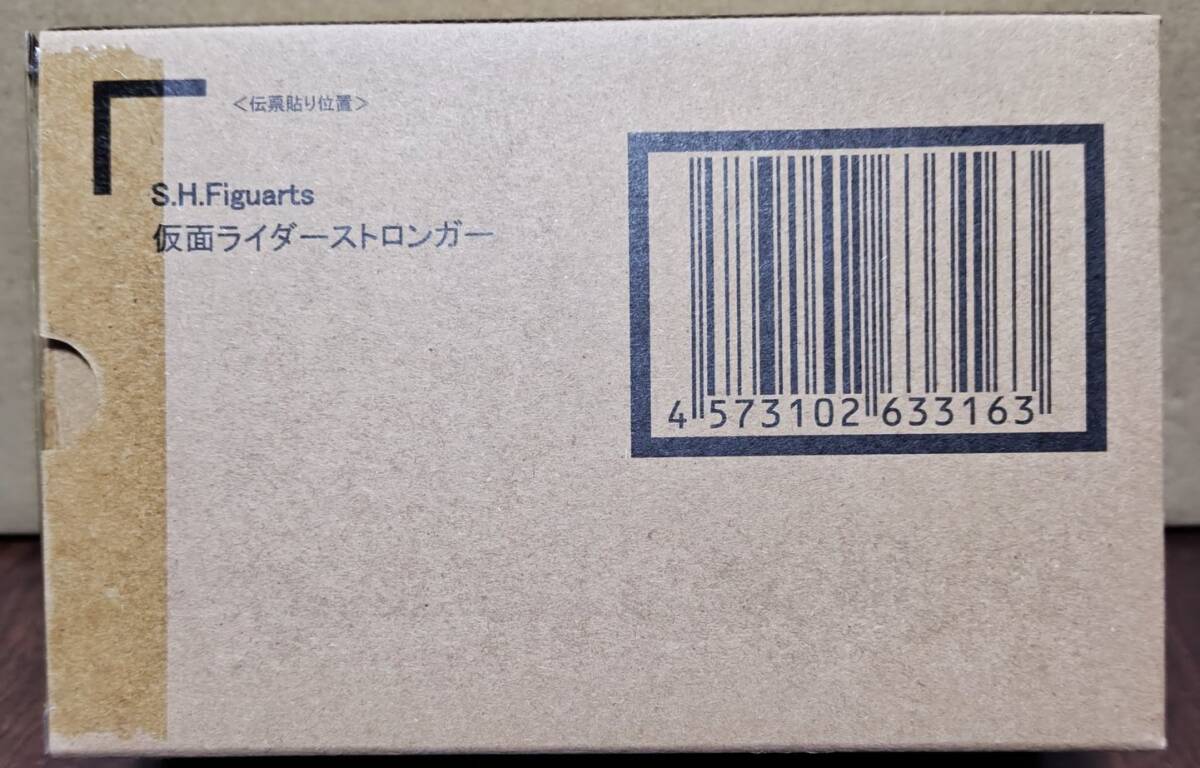 ＜伝票貼り位置＞
S.H.Figuarts
仮面ライダーストロンガー
4 573102 633163